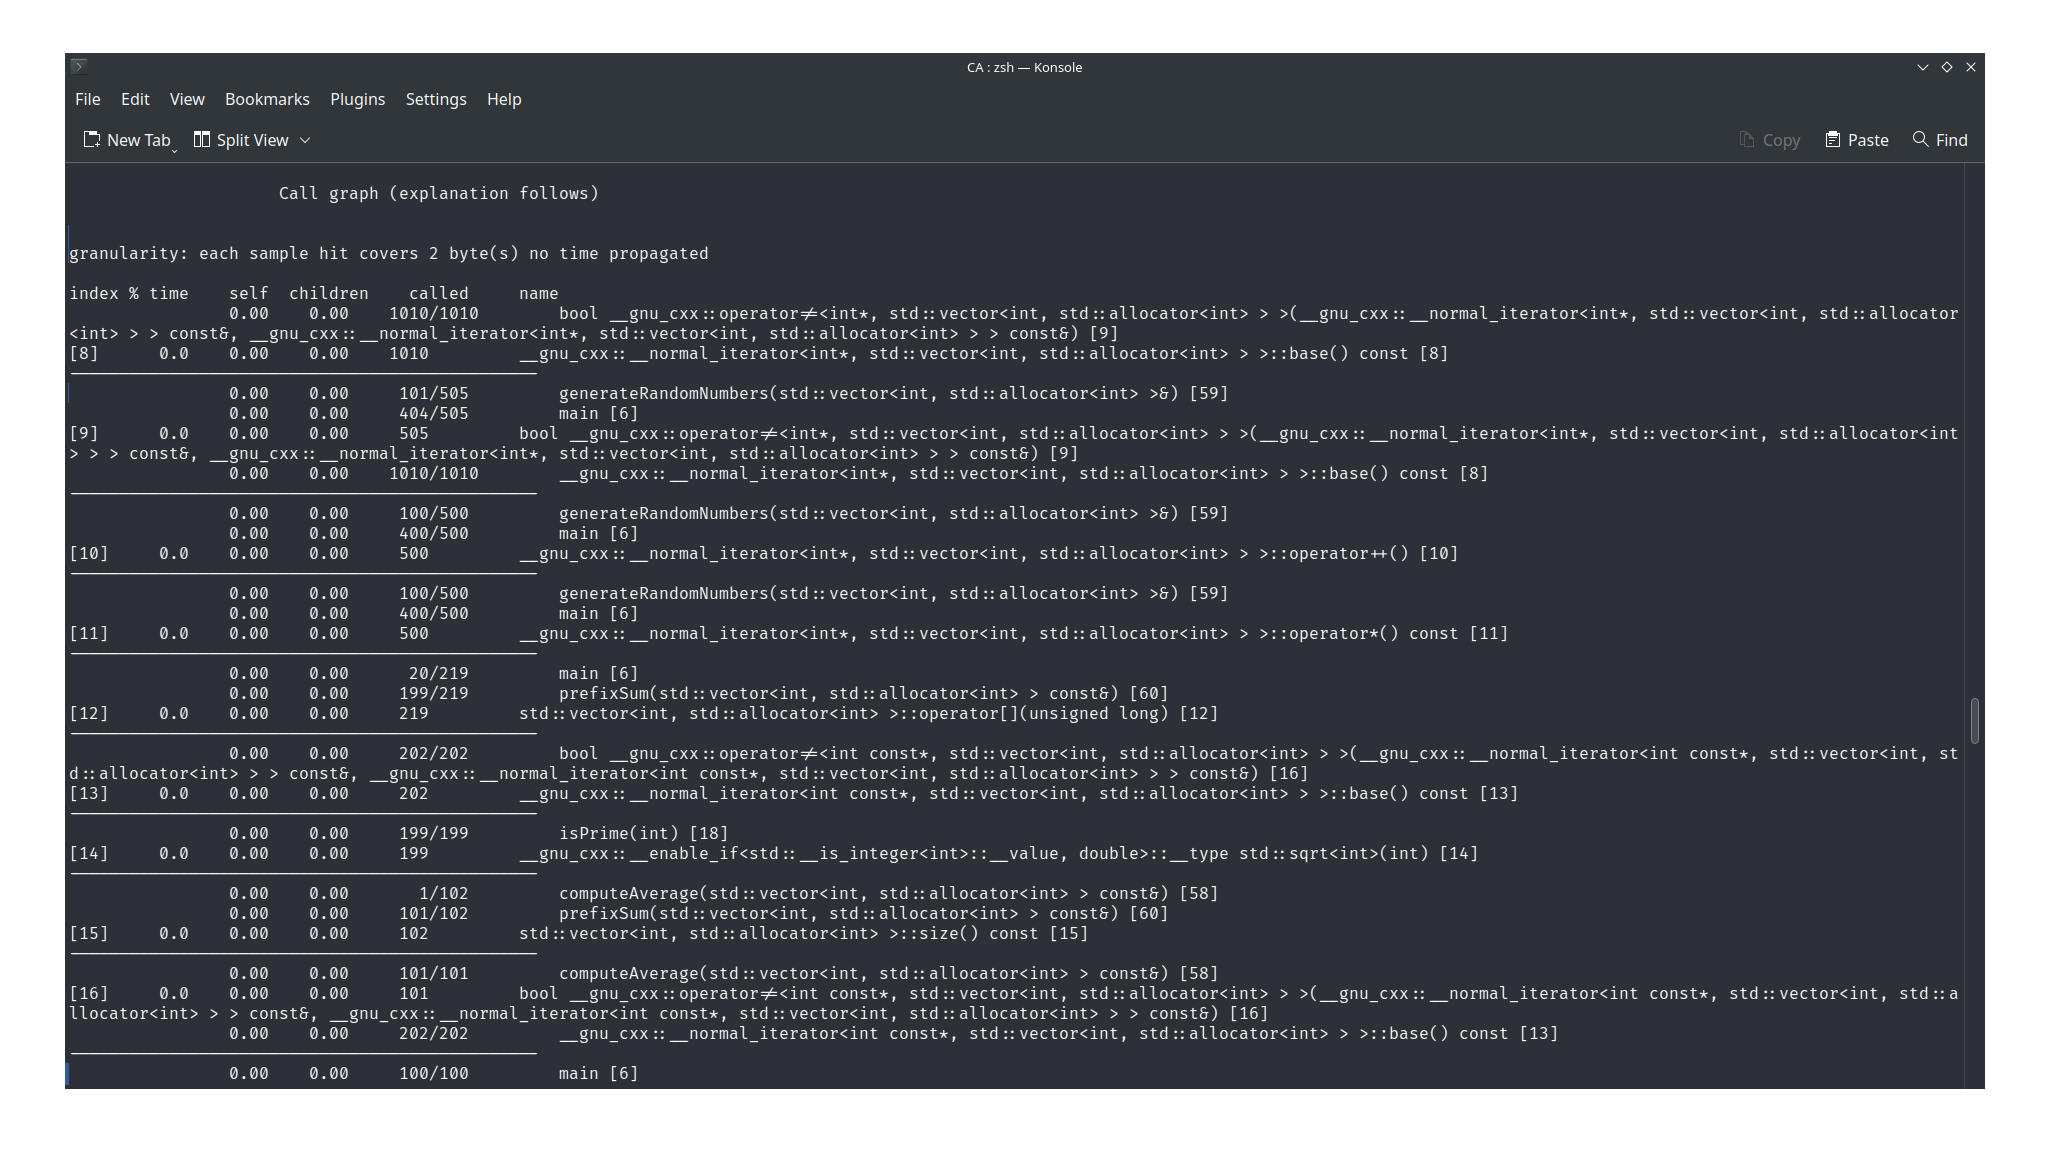 CA : zsh — Konsole
File Edit View Bookmarks Plugins Settings Help
New Tab Split View Copy Paste Find
Call graph (explanation follows)
granularity: each sample hit covers 2 byte(s) no time propagated
index % time    self  children    called     name
                0.00    0.00    1010/1010        bool __gnu_cxx::operator!=<int*, std::vector<int, std::allocator<int> > >(__gnu_cxx::__normal_iterator<int*, std::vector<int, std::allocator
<int> > > const&, __gnu_cxx::__normal_iterator<int*, std::vector<int, std::allocator<int> > > const&) [9]
[8]      0.0    0.00    0.00    1010         __gnu_cxx::__normal_iterator<int*, std::vector<int, std::allocator<int> > >::base() const [8]
-----------------------------------------------
                0.00    0.00     101/505         generateRandomNumbers(std::vector<int, std::allocator<int> >&) [59]
                0.00    0.00     404/505         main [6]
[9]      0.0    0.00    0.00     505         bool __gnu_cxx::operator!=<int*, std::vector<int, std::allocator<int> > >(__gnu_cxx::__normal_iterator<int*, std::vector<int, std::allocator<int
> > > const&, __gnu_cxx::__normal_iterator<int*, std::vector<int, std::allocator<int> > > const&) [9]
                0.00    0.00    1010/1010        __gnu_cxx::__normal_iterator<int*, std::vector<int, std::allocator<int> > >::base() const [8]
-----------------------------------------------
                0.00    0.00     100/500         generateRandomNumbers(std::vector<int, std::allocator<int> >&) [59]
                0.00    0.00     400/500         main [6]
[10]     0.0    0.00    0.00     500         __gnu_cxx::__normal_iterator<int*, std::vector<int, std::allocator<int> > >::operator++() [10]
-----------------------------------------------
                0.00    0.00     100/500         generateRandomNumbers(std::vector<int, std::allocator<int> >&) [59]
                0.00    0.00     400/500         main [6]
[11]     0.0    0.00    0.00     500         __gnu_cxx::__normal_iterator<int*, std::vector<int, std::allocator<int> > >::operator*() const [11]
-----------------------------------------------
                0.00    0.00      20/219         main [6]
                0.00    0.00     199/219         prefixSum(std::vector<int, std::allocator<int> > const&) [60]
[12]     0.0    0.00    0.00     219         std::vector<int, std::allocator<int> >::operator[](unsigned long) [12]
-----------------------------------------------
                0.00    0.00     202/202         bool __gnu_cxx::operator!=<int const*, std::vector<int, std::allocator<int> > >(__gnu_cxx::__normal_iterator<int const*, std::vector<int, st
d::allocator<int> > > const&, __gnu_cxx::__normal_iterator<int const*, std::vector<int, std::allocator<int> > > const&) [16]
[13]     0.0    0.00    0.00     202         __gnu_cxx::__normal_iterator<int const*, std::vector<int, std::allocator<int> > >::base() const [13]
-----------------------------------------------
                0.00    0.00     199/199         isPrime(int) [18]
[14]     0.0    0.00    0.00     199         __gnu_cxx::__enable_if<std::__is_integer<int>::__value, double>::__type std::sqrt<int>(int) [14]
-----------------------------------------------
                0.00    0.00       1/102         computeAverage(std::vector<int, std::allocator<int> > const&) [58]
                0.00    0.00     101/102         prefixSum(std::vector<int, std::allocator<int> > const&) [60]
[15]     0.0    0.00    0.00     102         std::vector<int, std::allocator<int> >::size() const [15]
-----------------------------------------------
                0.00    0.00     101/101         computeAverage(std::vector<int, std::allocator<int> > const&) [58]
[16]     0.0    0.00    0.00     101         bool __gnu_cxx::operator!=<int const*, std::vector<int, std::allocator<int> > >(__gnu_cxx::__normal_iterator<int const*, std::vector<int, std::a
llocator<int> > > const&, __gnu_cxx::__normal_iterator<int const*, std::vector<int, std::allocator<int> > > const&) [16]
                0.00    0.00     202/202         __gnu_cxx::__normal_iterator<int const*, std::vector<int, std::allocator<int> > >::base() const [13]
-----------------------------------------------
                0.00    0.00     100/100         main [6]